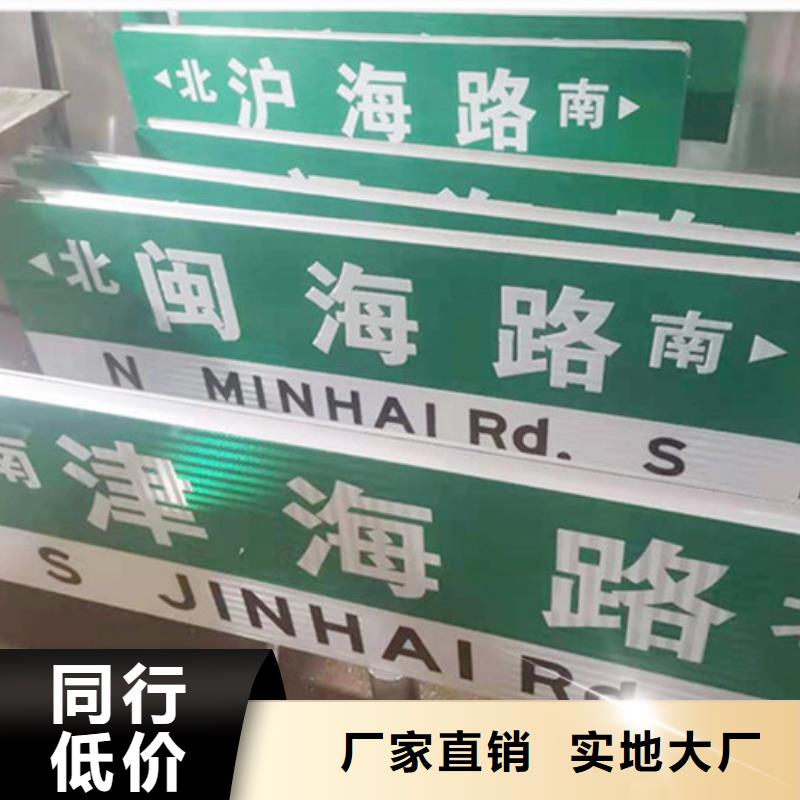 ◄北 沪海路 南►
◄北 闽海路 南►
N MINHAI Rd. S
南 津海路
S JINHAI Rd
同行
低价
厂家直销 实地大厂